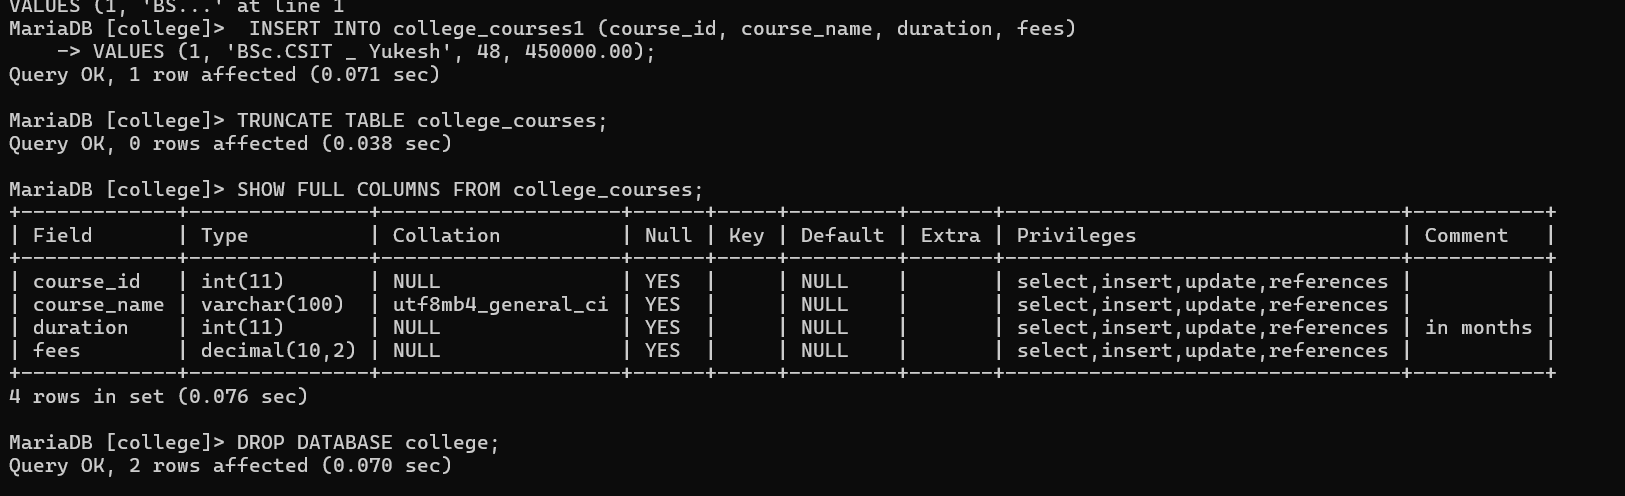 VALUES (1, 'BS...' at line 1
MariaDB [college]>  INSERT INTO college_courses1 (course_id, course_name, duration, fees)
    -> VALUES (1, 'BSc.CSIT _ Yukesh', 48, 450000.00);
Query OK, 1 row affected (0.071 sec)

MariaDB [college]> TRUNCATE TABLE college_courses;
Query OK, 0 rows affected (0.038 sec)

MariaDB [college]> SHOW FULL COLUMNS FROM college_courses;
+-------------+---------------+--------------------+------+-----+---------+-------+---------------------------------+-----------+
| Field       | Type          | Collation          | Null | Key | Default | Extra | Privileges                      | Comment   |
+-------------+---------------+--------------------+------+-----+---------+-------+---------------------------------+-----------+
| course_id   | int(11)       | NULL               | YES  |     | NULL    |       | select,insert,update,references |           |
| course_name | varchar(100)  | utf8mb4_general_ci | YES  |     | NULL    |       | select,insert,update,references |           |
| duration    | int(11)       | NULL               | YES  |     | NULL    |       | select,insert,update,references | in months |
| fees        | decimal(10,2) | NULL               | YES  |     | NULL    |       | select,insert,update,references |           |
+-------------+---------------+--------------------+------+-----+---------+-------+---------------------------------+-----------+
4 rows in set (0.076 sec)

MariaDB [college]> DROP DATABASE college;
Query OK, 2 rows affected (0.070 sec)